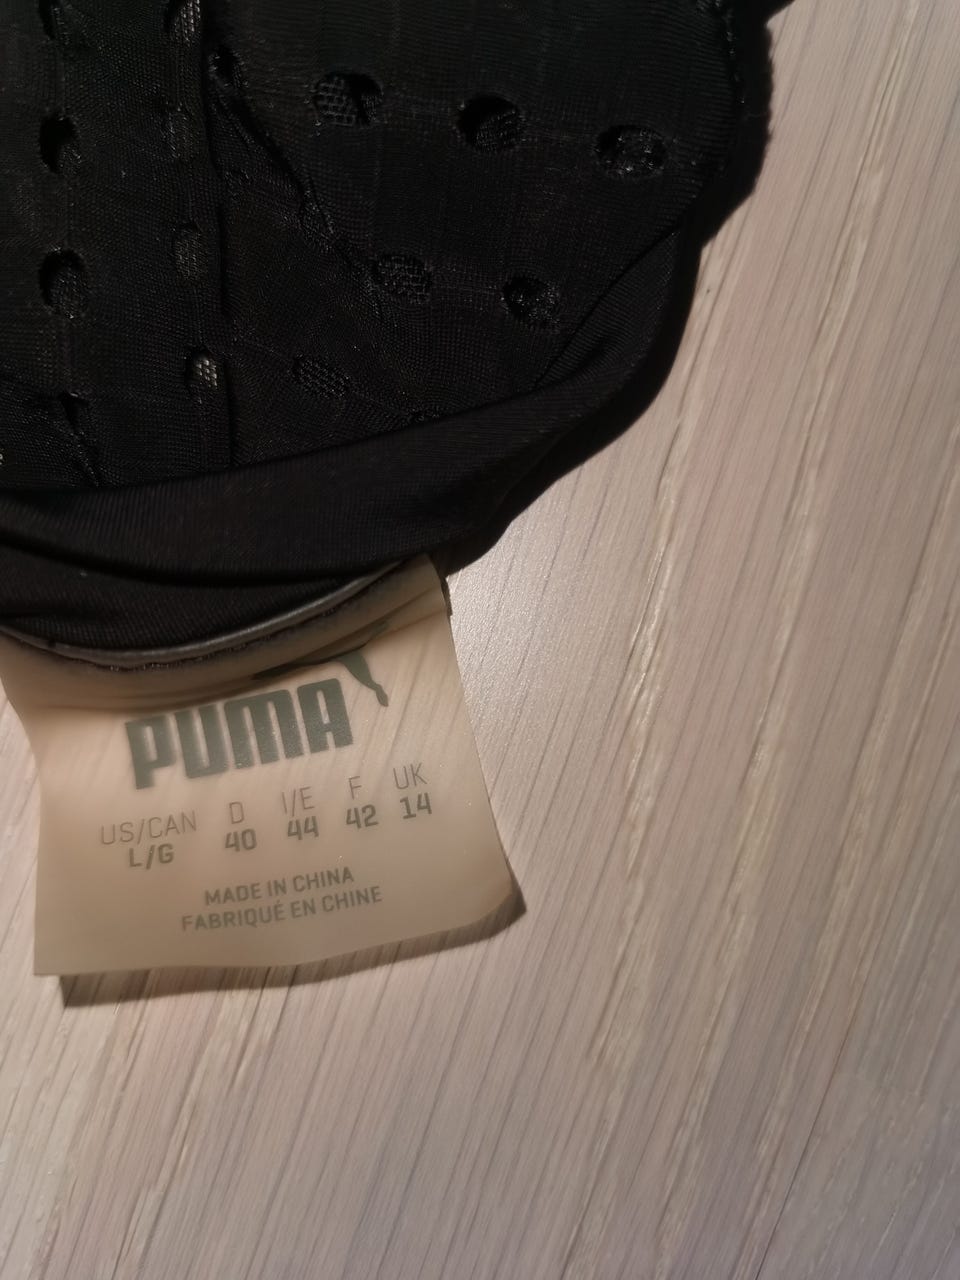 PUMA
US/CAN D I/E F UK
L/G 40 44 42 14
MADE IN CHINA
FABRIQUÉ EN CHINE